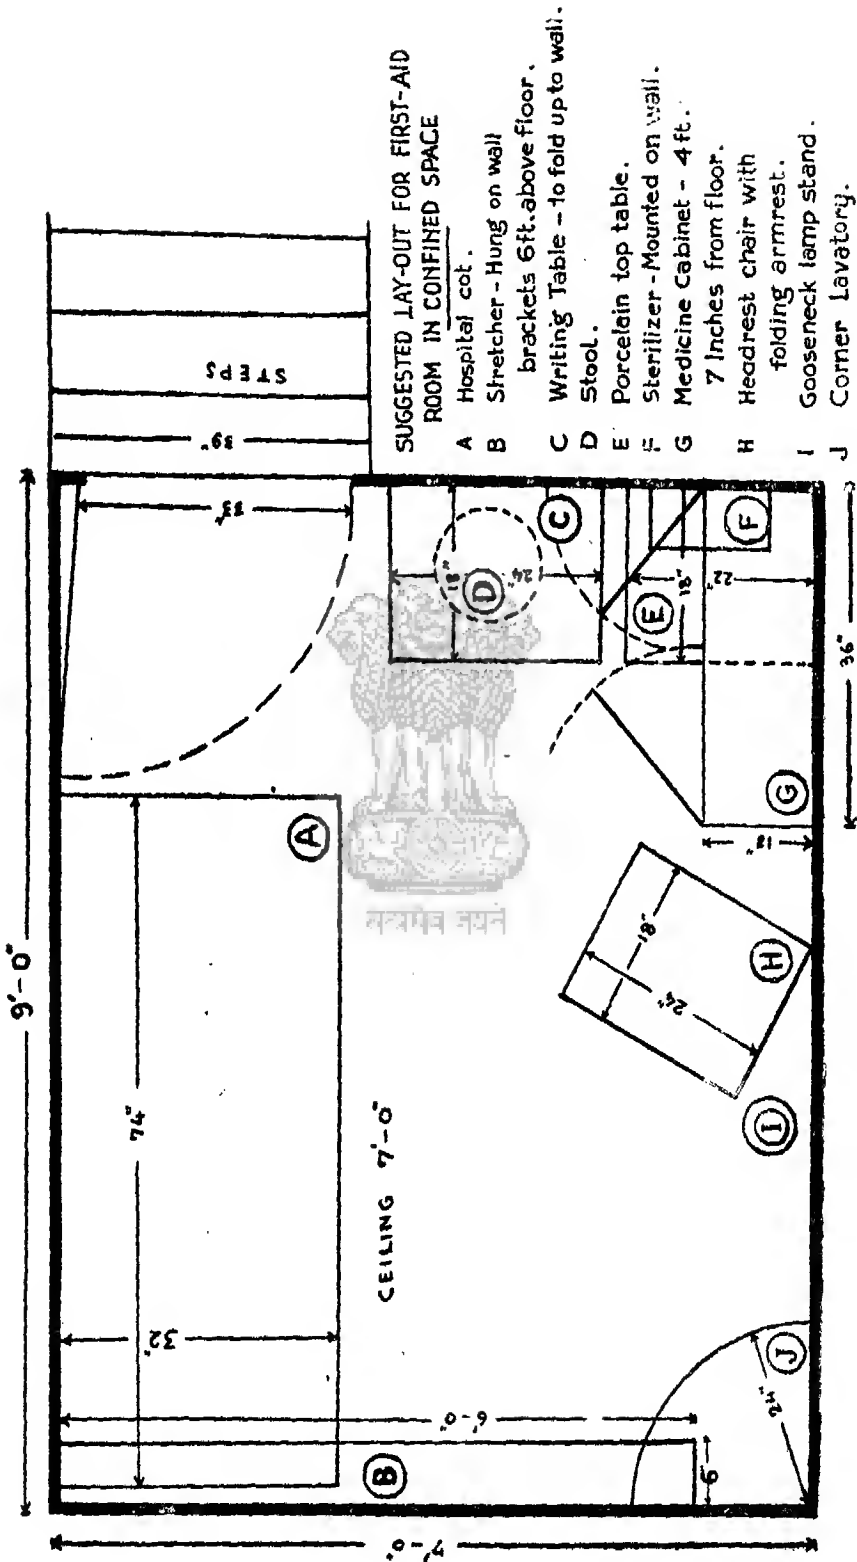 SUGGESTED LAY-OUT FOR FIRST-AID
ROOM IN CONFINED SPACE
A Hospital cot.
B Stretcher - Hung on wall
brackets 6ft. above floor.
C Writing Table - to fold up to wall.
D Stool.
E Porcelain top table.
F Sterilizer - Mounted on wall.
G Medicine Cabinet - 4 ft.
7 Inches from floor.
H Headrest chair with
folding armrest.
I Gooseneck lamp stand.
J Corner Lavatory.
9'-0"
7'-0"
STEPS
39"
33"
74"
32"
A
CEILING 7'-0"
B
6'-0"
6
C
D
18"
24"
E
18"
22"
F
G
18"
36"
H
18"
24"
I
J
24"
सत्यमेव जयते